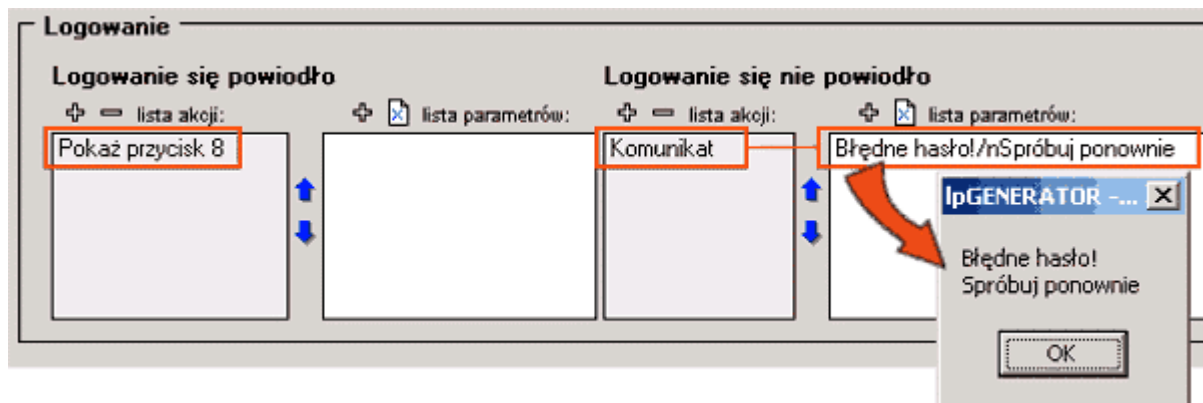 Logowanie
Logowanie się powiodło
Logowanie się nie powiodło
lista akcji:
lista parametrów:
lista akcji:
lista parametrów:
Pokaż przycisk 8
Komunikat
Błędne hasło!/nSpróbuj ponownie
IpGENERATOR -...
Błędne hasło!
Spróbuj ponownie
OK